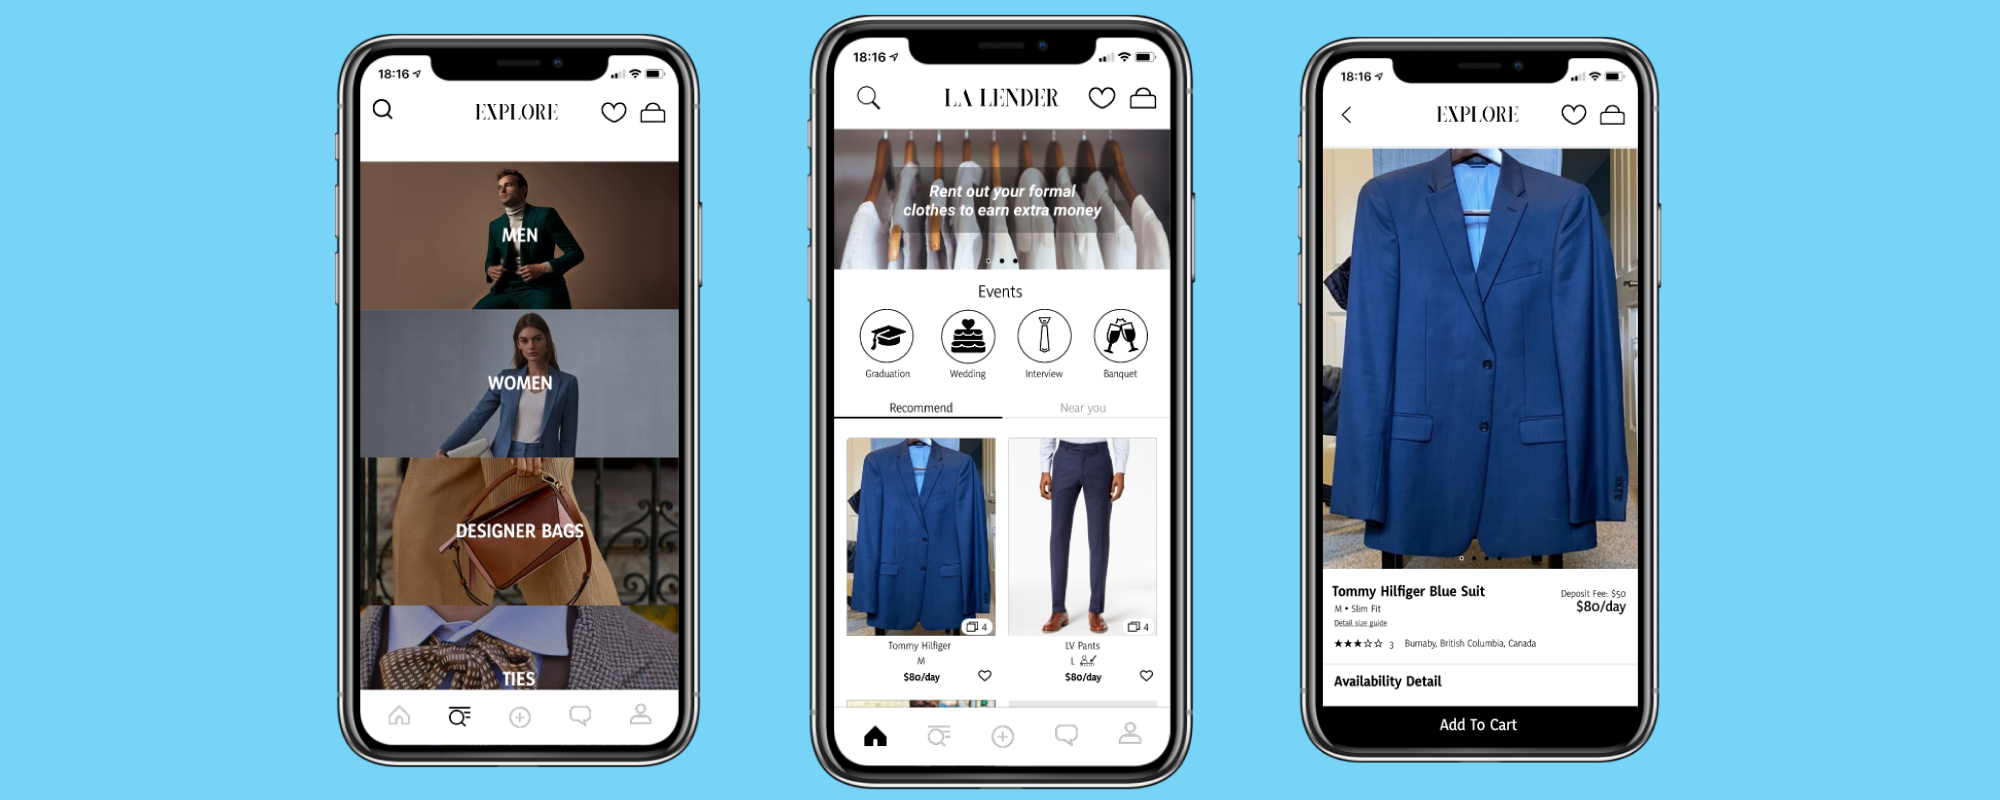 18:16
EXPLORE
MEN
WOMEN
DESIGNER BAGS
TIES
18:16
LA LENDER
Rent out your formal
clothes to earn extra money
Events
Graduation
Wedding
Interview
Banquet
Recommend
Near you
4
4
Tommy Hilfiger
M
$80/day
LV Pants
L
$80/day
18:16
EXPLORE
Tommy Hilfiger Blue Suit
Deposit Fee: $50
M • Slim Fit
$80/day
Detail size guide
★★★☆☆ 3 Burnaby, British Columbia, Canada
Availability Detail
Add To Cart